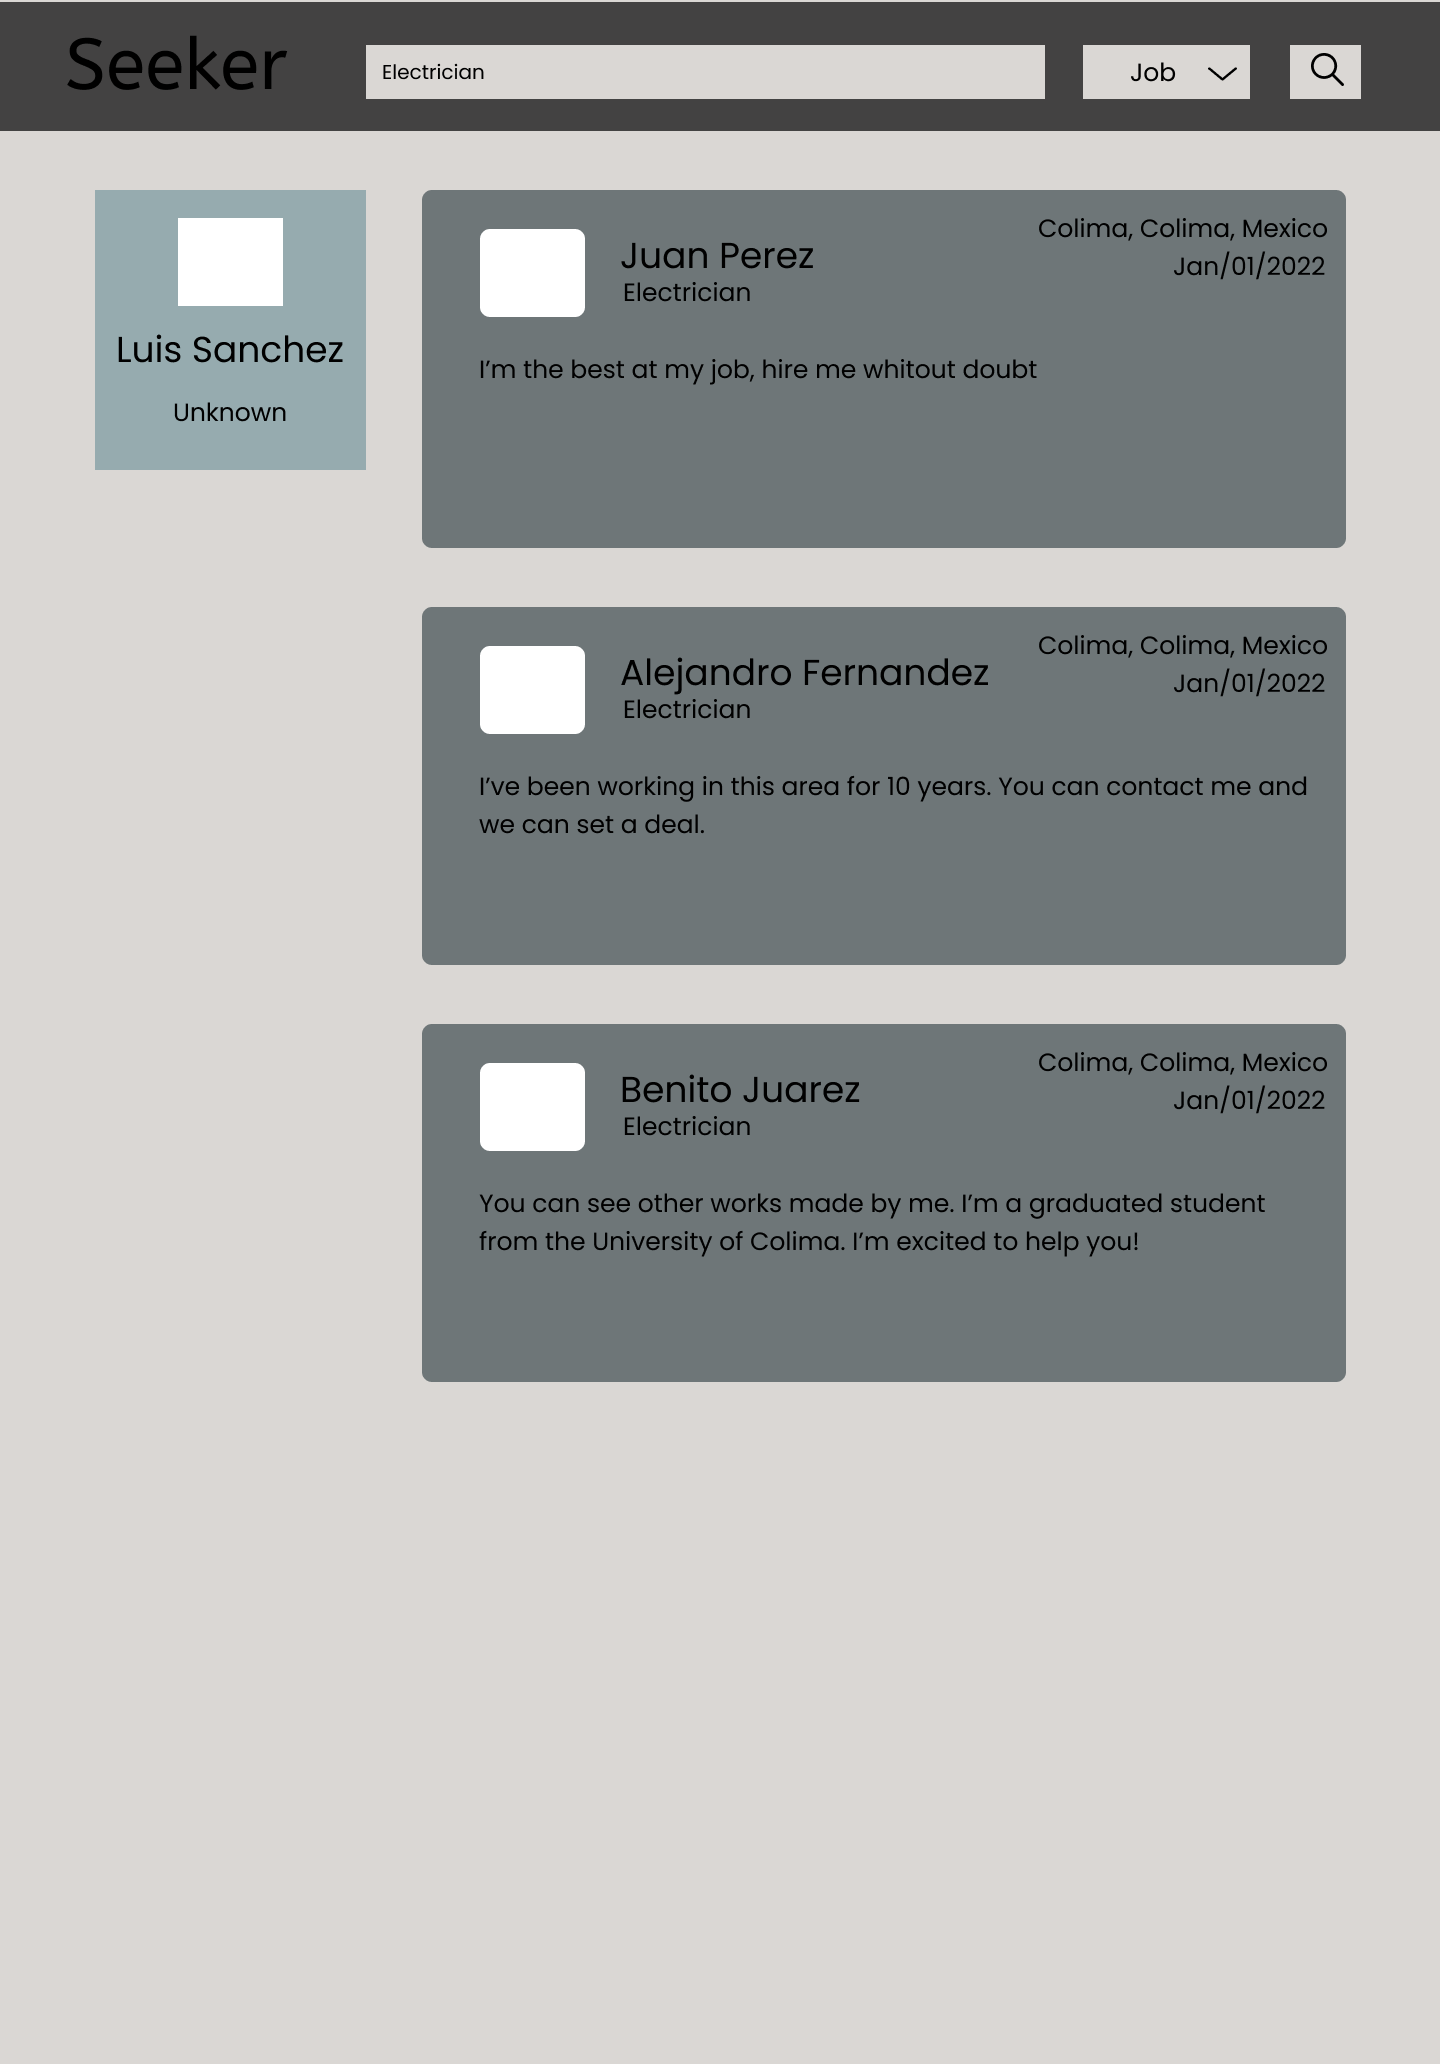 Seeker
Electrician
Job
Luis Sanchez
Unknown
Juan Perez
Electrician
Colima, Colima, Mexico
Jan/01/2022
I'm the best at my job, hire me whitout doubt
Alejandro Fernandez
Electrician
Colima, Colima, Mexico
Jan/01/2022
I've been working in this area for 10 years. You can contact me and
we can set a deal.
Benito Juarez
Electrician
Colima, Colima, Mexico
Jan/01/2022
You can see other works made by me. I'm a graduated student
from the University of Colima. I'm excited to help you!